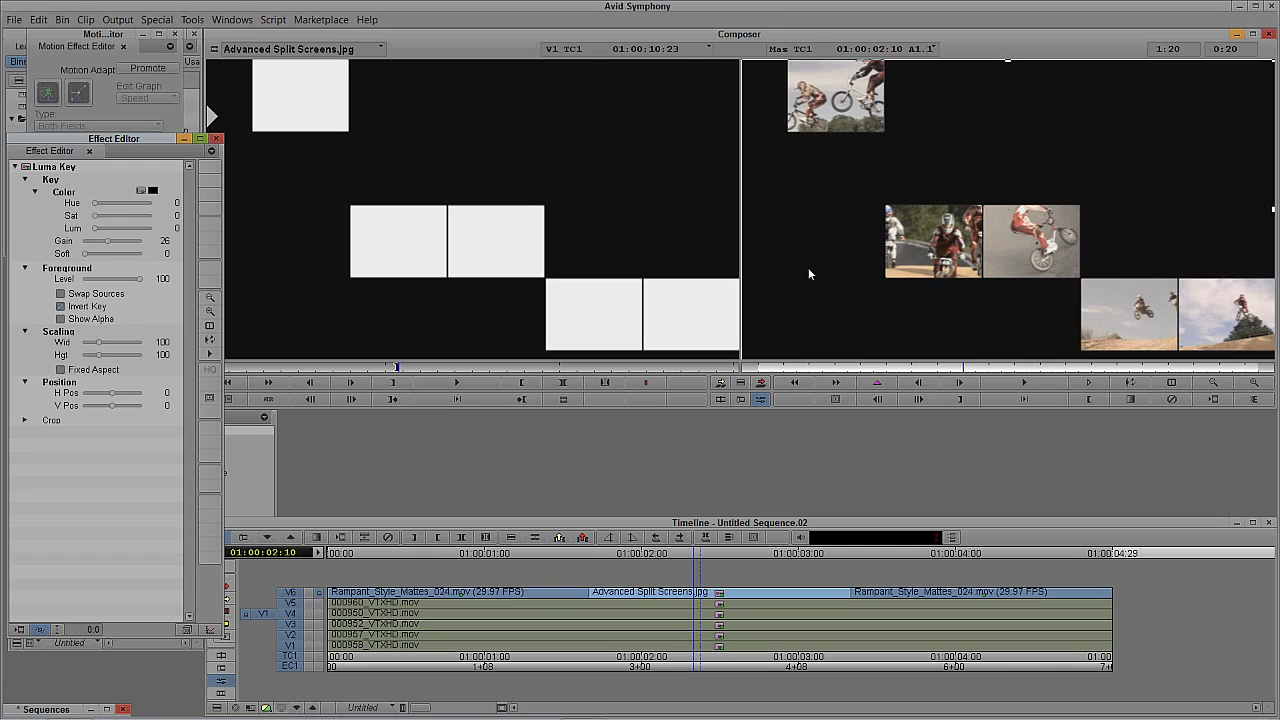 Avid Symphony
File Edit Bin Clip Output Special Tools Windows Script Marketplace Help
Moti...itor
Composer
Motion Effect Editor
Advanced Split Screens.jpg
V1 TC1 01:00:10:23
Mas TC1 01:00:02:10 A1.1
1:20 0:20
Motion Adapt
Promote
Usa
Edit Graph
Speed
Type:
Both Fields
Effect Editor
Effect Editor
Luma Key
Key
Color
Hue 0
Sat 0
Lum 0
Gain 26
Soft 0
Foreground
Level 100
Swap Sources
Invert Key
Show Alpha
Scaling
Wid 100
Hgt 100
Fixed Aspect
HQ
Position
H Pos 0
V Pos 0
Crop
Timeline - Untitled Sequence.02
01:00:02:10
00:00 01:00:01:00 01:00:02:00 01:00:03:00 01:00:04:00 01:00:04:29
V6 Rampant_Style_Mattes_024.mov (29.97 FPS) Advanced Split Screens.jpg Rampant_Style_Mattes_024.mov (29.97 FPS)
V5 000960_VTXHD.mov
V1 V4 000950_VTXHD.mov
V3 000952_VTXHD.mov
V2 000957_VTXHD.mov
V1 000958_VTXHD.mov
TC1 00:00 01:00:01:00 01:00:02:00 01:00:03:00 01:00:04:00 01:00
EC1 00 1+08 3+00 4+08 6+00 7+
0:0
Untitled
* Sequences
Untitled